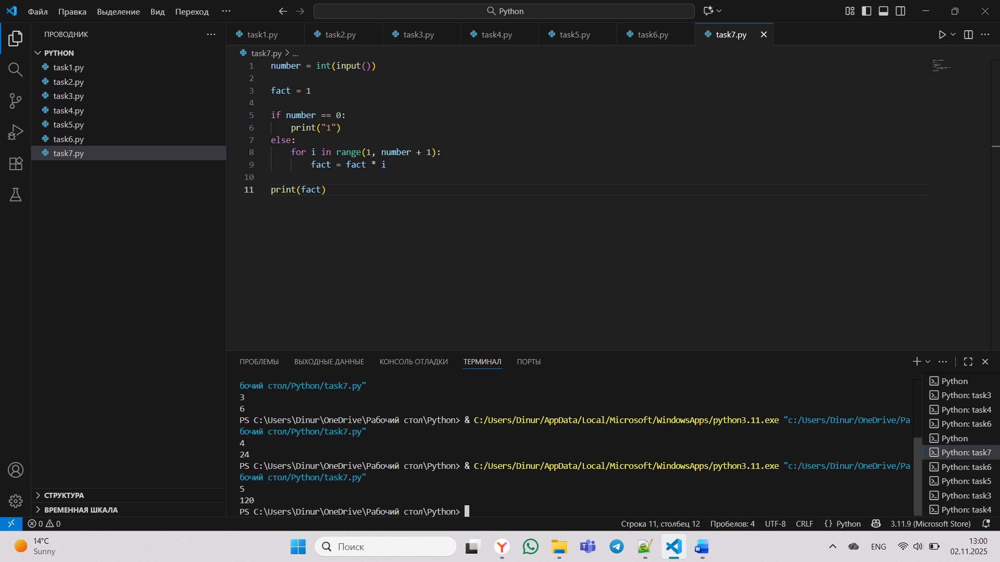 Файл Правка Выделение Вид Переход ···
Python
ПРОВОДНИК
PYTHON
task1.py
task2.py
task3.py
task4.py
task5.py
task6.py
task7.py
СТРУКТУРА
ВРЕМЕННАЯ ШКАЛА
task1.py task2.py task3.py task4.py task5.py task6.py task7.py
task7.py > ...
1 number = int(input())
2
3 fact = 1
4
5 if number == 0:
6 print("1")
7 else:
8 for i in range(1, number + 1):
9 fact = fact * i
10
11 print(fact)
ПРОБЛЕМЫ ВЫХОДНЫЕ ДАННЫЕ КОНСОЛЬ ОТЛАДКИ ТЕРМИНАЛ ПОРТЫ
бочий стол/Python/task7.py"
3
6
PS C:\Users\Dinur\OneDrive\Рабочий стол\Python> & C:/Users/Dinur/AppData/Local/Microsoft/WindowsApps/python3.11.exe "c:/Users/Dinur/OneDrive/Ра
бочий стол/Python/task7.py"
4
24
PS C:\Users\Dinur\OneDrive\Рабочий стол\Python> & C:/Users/Dinur/AppData/Local/Microsoft/WindowsApps/python3.11.exe "c:/Users/Dinur/OneDrive/Ра
бочий стол/Python/task7.py"
5
120
PS C:\Users\Dinur\OneDrive\Рабочий стол\Python>
Python
Python: task3
Python: task4
Python: task6
Python
Python: task7
Python: task6
Python: task5
Python: task3
Python: task4
0 0
Строка 11, столбец 12 Пробелов: 4 UTF-8 CRLF {} Python 3.11.9 (Microsoft Store)
14°C
Sunny
Поиск
ENG
13:00
02.11.2025